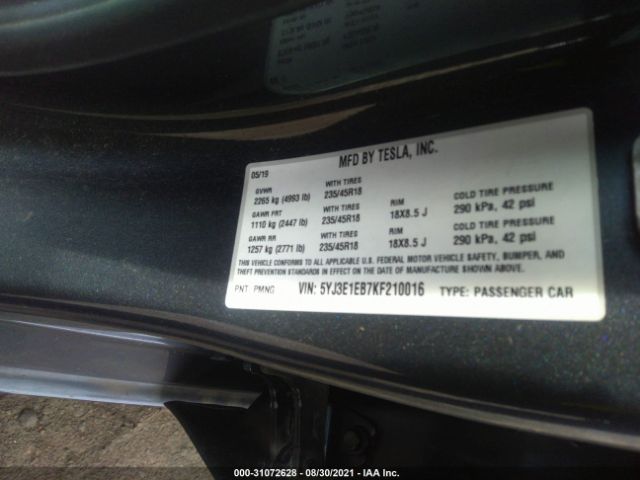 MFD BY TESLA, INC.
05/19
GVWR WITH TIRES
2265 kg (4993 lb) 235/45R18
GAWR FRT WITH TIRES RIM COLD TIRE PRESSURE
1110 kg (2447 lb) 235/45R18 18X8.5 J 290 kPa, 42 psi
GAWR RR WITH TIRES RIM COLD TIRE PRESSURE
1257 kg (2771 lb) 235/45R18 18X8.5 J 290 kPa, 42 psi
THIS VEHICLE CONFORMS TO ALL APPLICABLE U.S. FEDERAL MOTOR VEHICLE SAFETY, BUMPER, AND
THEFT PREVENTION STANDARDS IN EFFECT ON THE DATE OF MANUFACTURE SHOWN ABOVE.
PNT: PMNG VIN: 5YJ3E1EB7KF210016 TYPE: PASSENGER CAR
000-31072628 - 08/30/2021 - IAA Inc.